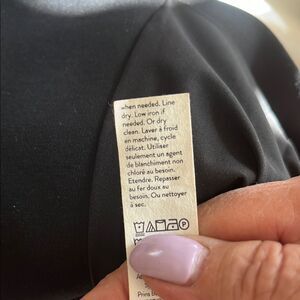 when needed. Line
dry. Low iron if
needed. Or dry
clean. Laver à froid
en machine, cycle
délicat. Utiliser
seulement un agent
de blanchiment non
chloré au besoin.
Etendre. Repasser
au fer doux au
besoin. Ou nettoyer
à sec.